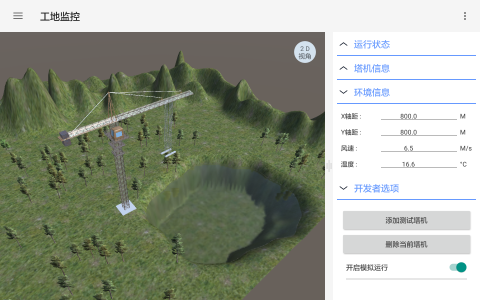 工地监控
2 D
视角
运行状态
塔机信息
环境信息
X轴距 : 800.0 M
Y轴距 : 800.0 M
风速 : 6.5 M/s
温度 : 16.6 °C
开发者选项
添加测试塔机
删除当前塔机
开启模拟运行